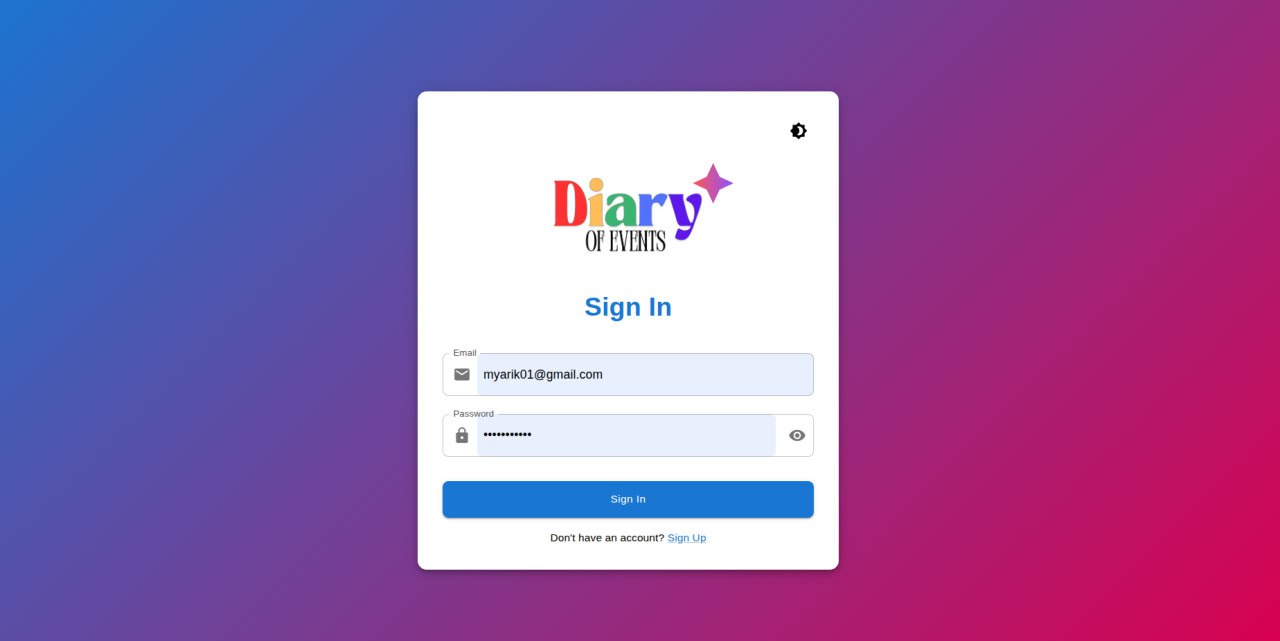 Diary
OF EVENTS
Sign In
Email
myarik01@gmail.com
Password
•••••••••••
Sign In
Don't have an account? Sign Up